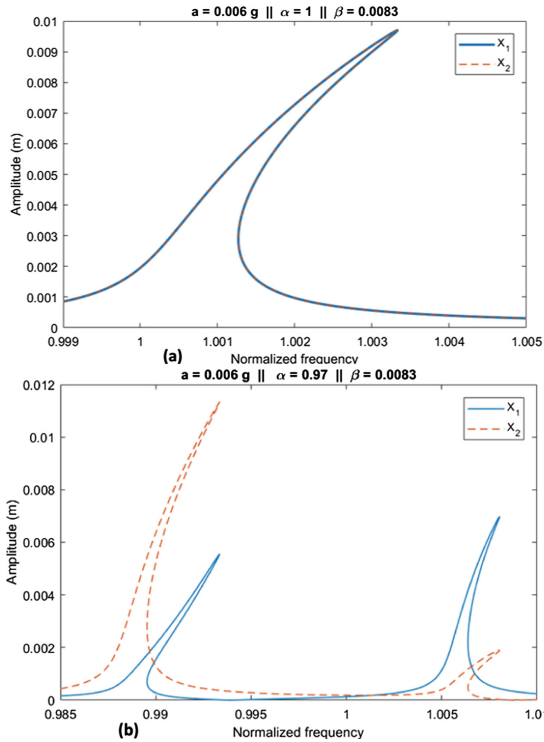 a = 0.006 g || α = 1 || β = 0.0083
0.01
0.009
0.008
0.007
0.006
0.005
0.004
0.003
0.002
0.001
0
Amplitude (m)
X1
X2
0.999
1
1.001
1.002
1.003
1.004
1.005
(a)
Normalized frequency
a = 0.006 g || α = 0.97 || β = 0.0083
0.012
0.01
0.008
0.006
0.004
0.002
0
Amplitude (m)
X1
X2
0.985
0.99
0.995
1
1.005
1.01
(b)
Normalized frequency